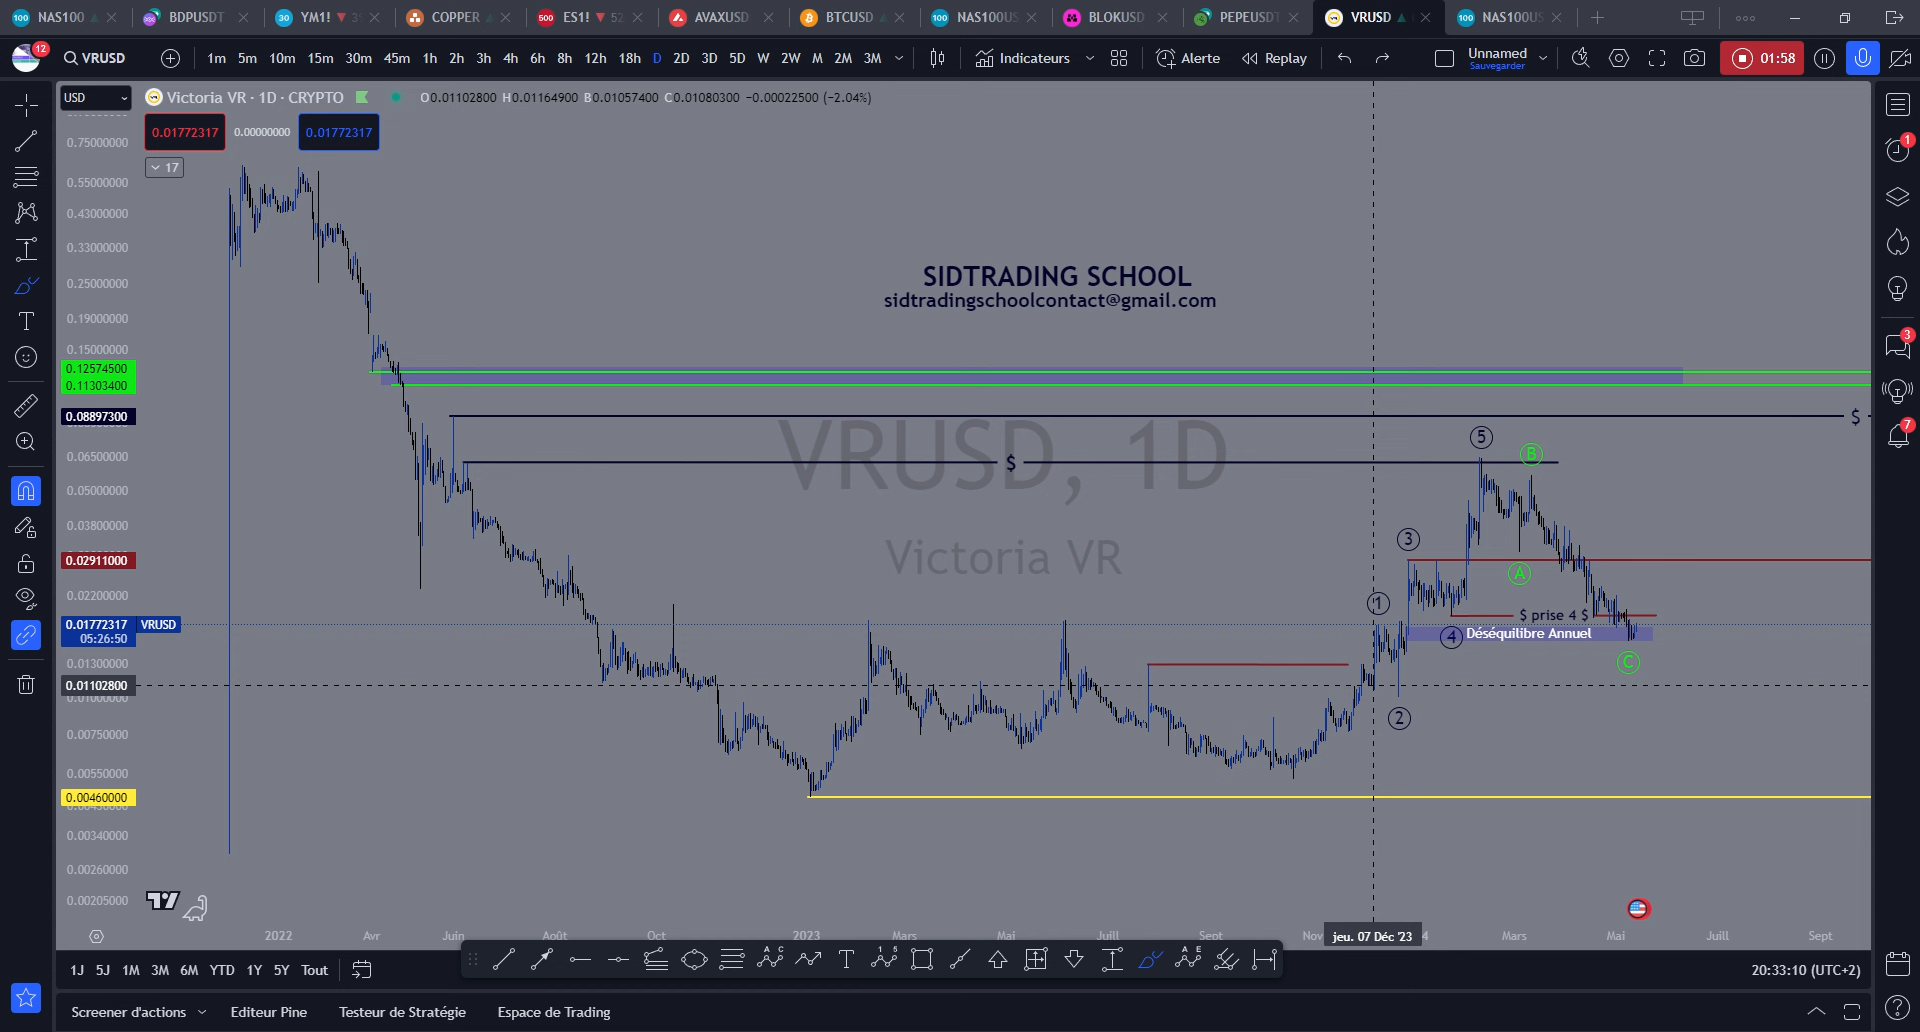 NAS100 BDPUSDT YM1! COPPER ES1! 52 AVAXUSD BTCUSD NAS100US BLOKUSD PEPEUSDT VRUSD NAS100US
12 VRUSD 1m 5m 10m 15m 30m 45m 1h 2h 3h 4h 6h 8h 12h 18h D 2D 3D 5D W 2W M 2M 3M Indicateurs Alerte Replay Unnamed Sauvegarder 01:58
USD Victoria VR · 1D · CRYPTO O0.01102800 H0.01164900 B0.01057400 C0.01080300 −0.00022500 (−2.04%)
0.01772317 0.00000000 0.01772317
0.75000000
17
0.55000000
0.43000000
0.33000000
SIDTRADING SCHOOL
0.25000000
sidtradingschoolcontact@gmail.com
0.19000000
0.15000000
0.12574500
0.11303400
0.08897300 $
5
B
0.06500000 $
VRUSD, 1D
0.05000000
0.03800000
3
Victoria VR
0.02911000
A
0.02200000
1
$ prise 4 $
0.01772317 VRUSD
05:26:50
4 Déséquilibre Annuel
0.01300000 C
0.01102800
0.01000000
2
0.00750000
0.00550000
0.00460000
0.00340000
0.00260000
0.00205000
2022 Avr Juin Août Oct 2023 Mars Mai Juill Sept Nov jeu. 07 Déc '23 4 Mars Mai Juill Sept
1J 5J 1M 3M 6M YTD 1Y 5Y Tout 20:33:10 (UTC+2)
Screener d'actions Editeur Pine Testeur de Stratégie Espace de Trading